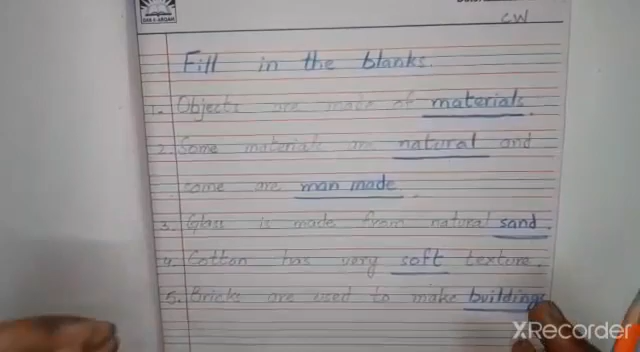 DAR E ARQAM
CW
Fill in the blanks.
1. Objects are made of materials.
2. Some materials are natural and
some are man made.
3. Glass is made from natural sand.
4. Cotton has very soft texture.
5. Bricks are used to make buildings
XRecorder